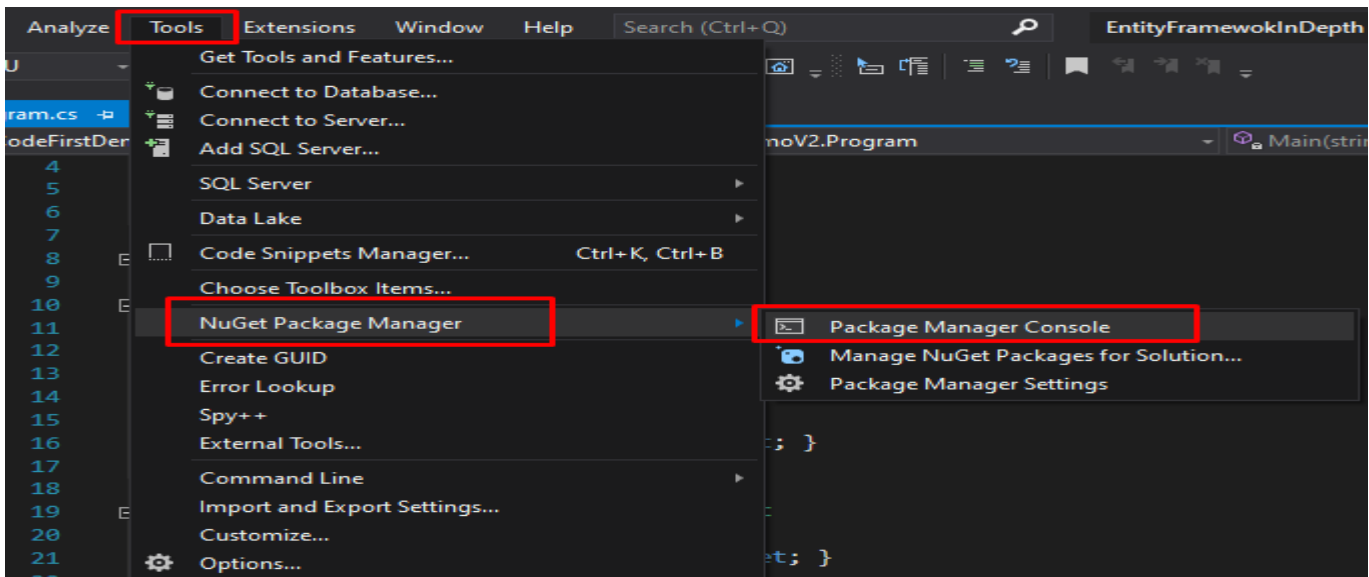 Analyze Tools Extensions Window Help Search (Ctrl+Q) EntityFramewokInDepth
U
Get Tools and Features...
Connect to Database...
ram.cs
Connect to Server...
odeFirstDer moV2.Program Main(strin
Add SQL Server...
4
5
SQL Server
6
Data Lake
7
8
Code Snippets Manager... Ctrl+K, Ctrl+B
9
Choose Toolbox Items...
10
11
NuGet Package Manager Package Manager Console
12
Create GUID Manage NuGet Packages for Solution...
13
Error Lookup Package Manager Settings
14
15
Spy++
16
External Tools... ; }
17
Command Line
18
19
Import and Export Settings...
20
Customize...
21
Options... et; }